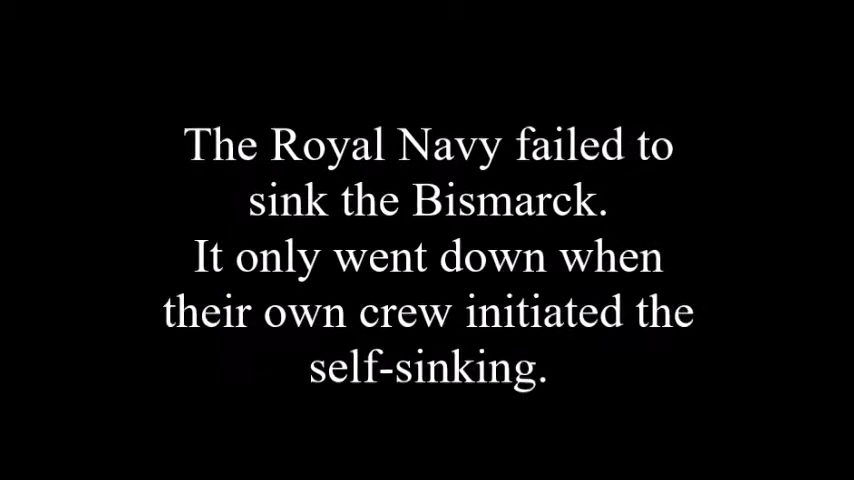 The Royal Navy failed to
sink the Bismarck.
It only went down when
their own crew initiated the
self-sinking.